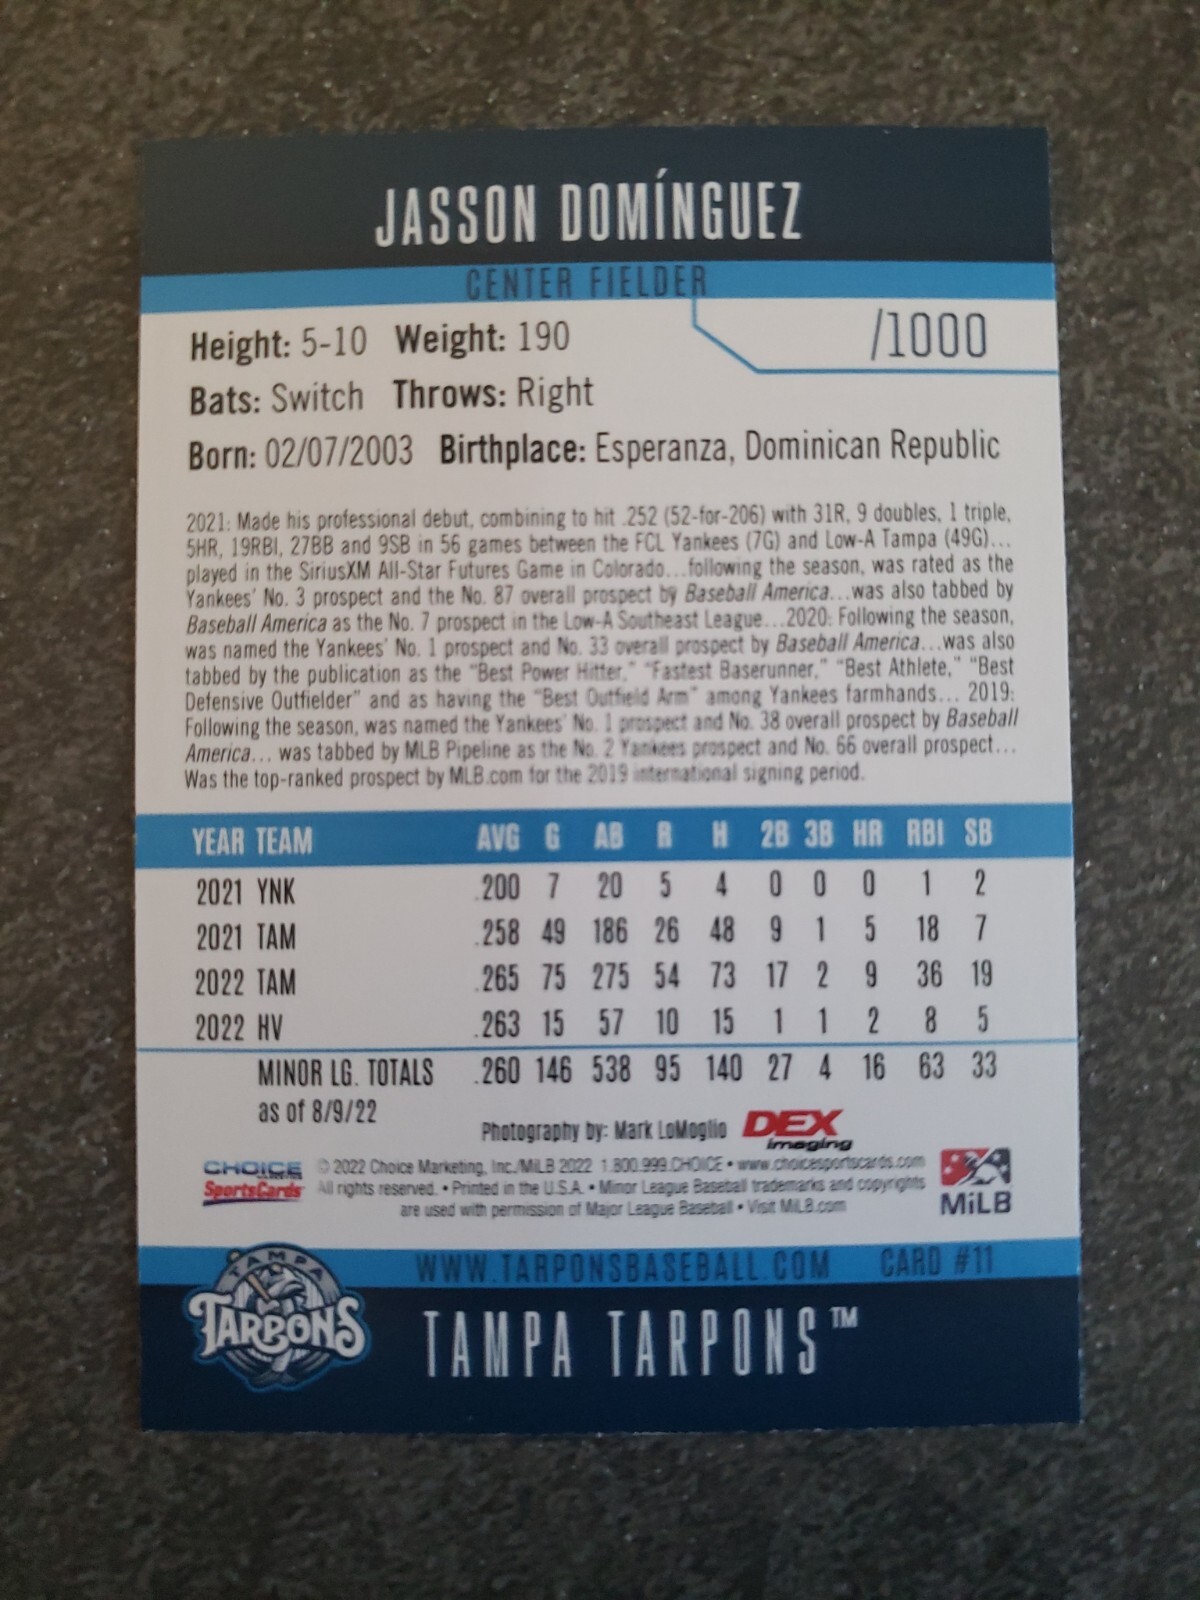 JASSON DOMÍNGUEZ
CENTER FIELDER
/1000
Height: 5-10 Weight: 190
Bats: Switch Throws: Right
Born: 02/07/2003 Birthplace: Esperanza, Dominican Republic
2021: Made his professional debut, combining to hit .252 (52-for-206) with 31R, 9 doubles, 1 triple,
5HR, 19RBI, 27BB and 9SB in 56 games between the FCL Yankees (7G) and Low-A Tampa (49G)...
played in the SiriusXM All-Star Futures Game in Colorado...following the season, was rated as the
Yankees' No. 3 prospect and the No. 87 overall prospect by Baseball America...was also tabbed by
Baseball America as the No. 7 prospect in the Low-A Southeast League...2020: Following the season,
was named the Yankees' No. 1 prospect and No. 33 overall prospect by Baseball America...was also
tabbed by the publication as the "Best Power Hitter," "Fastest Baserunner," "Best Athlete," "Best
Defensive Outfielder" and as having the "Best Outfield Arm" among Yankees farmhands... 2019:
Following the season, was named the Yankees' No. 1 prospect and No. 38 overall prospect by Baseball
America... was tabbed by MLB Pipeline as the No. 2 Yankees prospect and No. 66 overall prospect...
Was the top-ranked prospect by MLB.com for the 2019 international signing period.
YEAR TEAM AVG G AB R H 2B 3B HR RBI SB
2021 YNK .200 7 20 5 4 0 0 0 1 2
2021 TAM .258 49 186 26 48 9 1 5 18 7
2022 TAM .265 75 275 54 73 17 2 9 36 19
2022 HV .263 15 57 10 15 1 1 2 8 5
MINOR LG. TOTALS .260 146 538 95 140 27 4 16 63 33
as of 8/9/22
Photography by: Mark LoMoglio DEX imaging
CHOICE SportsCards
© 2022 Choice Marketing, Inc./MiLB 2022 1.800.999.CHOICE • www.choicesportscards.com
All rights reserved. • Printed in the U.S.A. • Minor League Baseball trademarks and copyrights
are used with permission of Major League Baseball • Visit MiLB.com
MiLB
WWW.TARPONSBASEBALL.COM CARD #11
TAMPA TARPONS
TAMPA TARPONS™